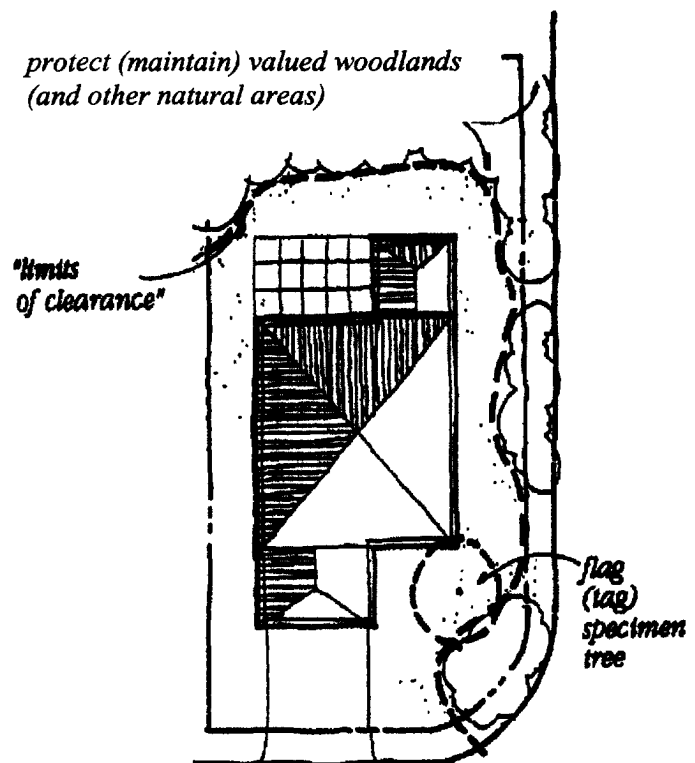 protect (maintain) valued woodlands
(and other natural areas)
"limits
of clearance"
flag
(tag)
specimen
tree